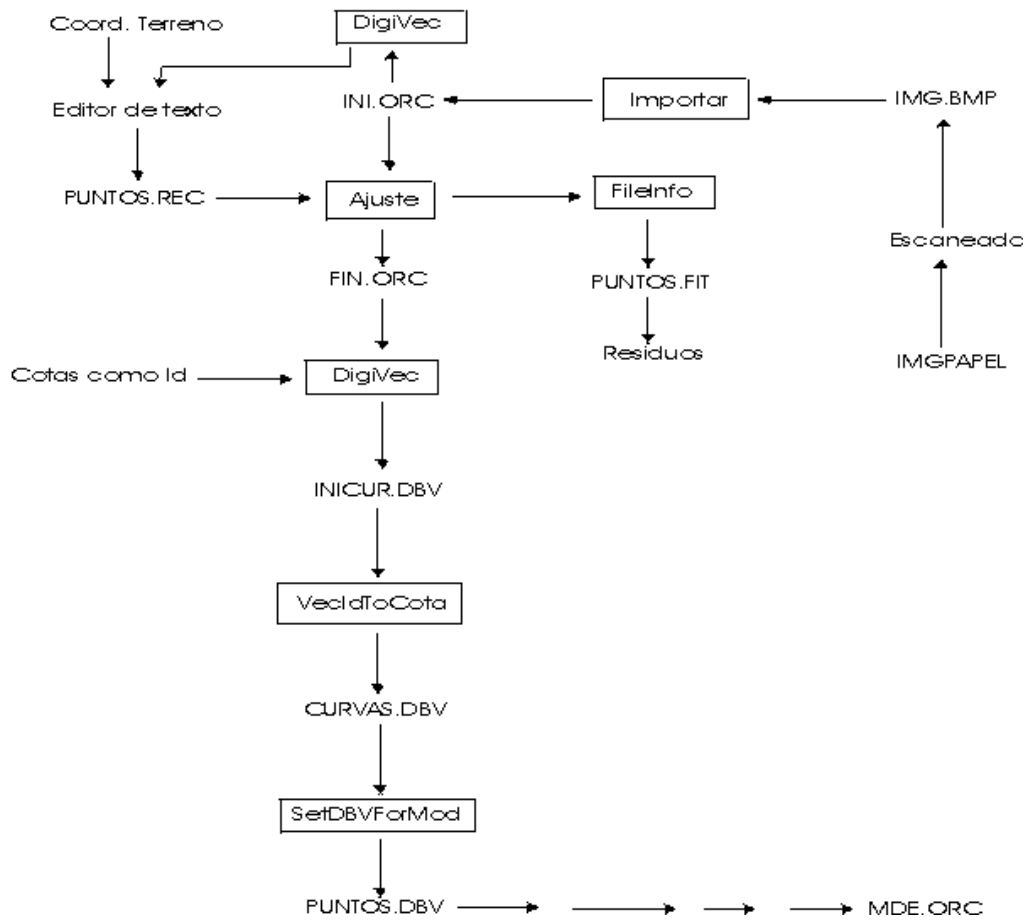 Coord. Terreno
DigiVec
Editor de texto
INI.ORC
Importar
IMG.BMP
PUNTOS.REC
Ajuste
FileInfo
Escaneado
FIN.ORC
PUNTOS.FIT
Residuos
IMGPAPEL
Cotas como Id
DigiVec
INICUR.DBV
VecIdToCota
CURVAS.DBV
SetDBVForMod
PUNTOS.DBV
MDE.ORC